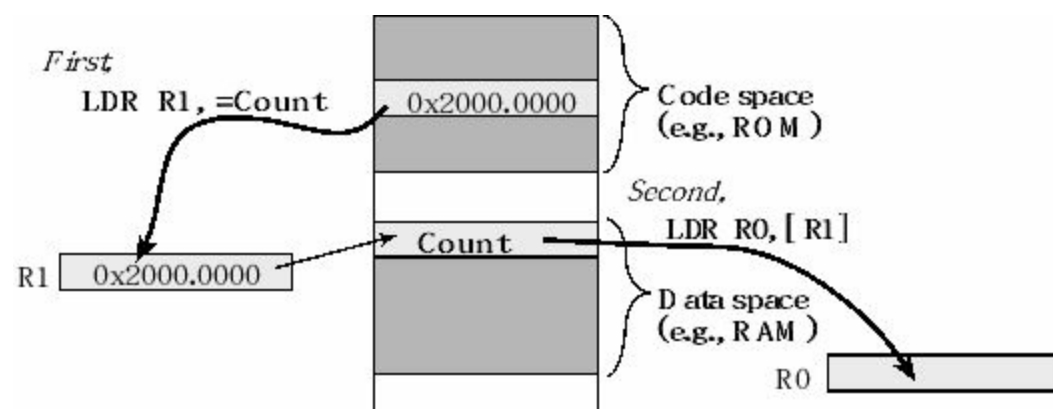 First,
LDR R1, =Count
0x2000.0000
Code space
(e.g., ROM)
Second,
LDR R0, [R1]
Count
R1 0x2000.0000
Data space
(e.g., RAM)
R0